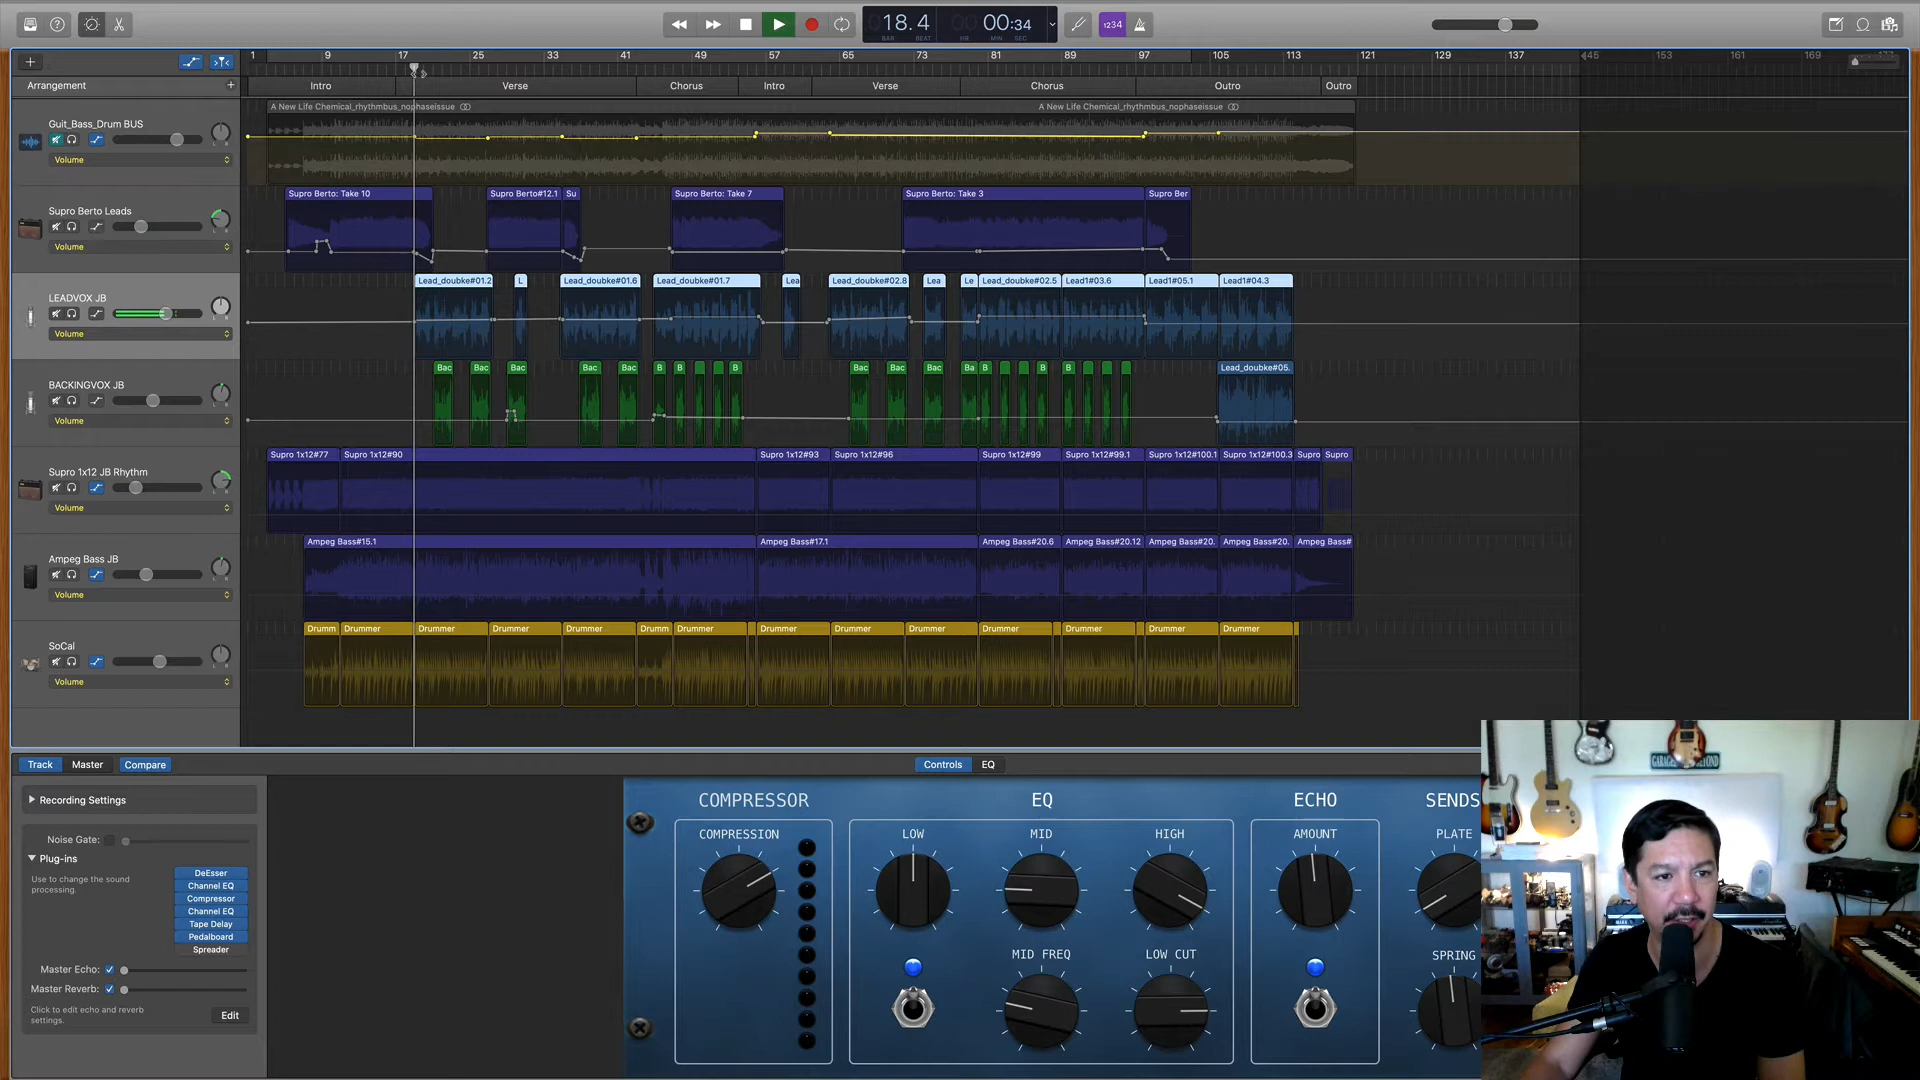 18.4 00:34
BAR BEAT HR MIN SEC
1234
1 9 17 25 33 41 49 57 65 73 81 89 97 105 113 121 129 137 145 153 161 169 177
Arrangement Intro Verse Chorus Intro Verse Chorus Outro Outro
A New Life Chemical_rhythmbus_nophaseissue A New Life Chemical_rhythmbus_nophaseissue
Guit_Bass_Drum BUS
Volume
Supro Berto: Take 10 Supro Berto#12.1 Su Supro Berto: Take 7 Supro Berto: Take 3 Supro Ber
Supro Berto Leads
Volume
Lead_doubke#01.2 L Lead_doubke#01.6 Lead_doubke#01.7 Lea Lead_doubke#02.8 Lea Le Lead_doubke#02.5 Lead1#03.6 Lead1#05.1 Lead1#04.3
LEADVOX JB
Volume
Bac Bac Bac Bac Bac B B B Bac Bac Bac Ba B B B Lead_doubke#05.
BACKINGVOX JB
Volume
Supro 1x12#77 Supro 1x12#90 Supro 1x12#93 Supro 1x12#96 Supro 1x12#99 Supro 1x12#99.1 Supro 1x12#100.1 Supro 1x12#100.3 Supro Supro
Supro 1x12 JB Rhythm
Volume
Ampeg Bass#15.1 Ampeg Bass#17.1 Ampeg Bass#20.6 Ampeg Bass#20.12 Ampeg Bass#20. Ampeg Bass#20. Ampeg Bass#
Ampeg Bass JB
Volume
Drumm Drummer Drummer Drummer Drummer Drumm Drummer Drummer Drummer Drummer Drummer Drummer Drummer Drummer
SoCal
Volume
Track Master Compare Controls EQ
Recording Settings
Noise Gate:
Plug-ins
Use to change the sound
processing.
DeEsser
Channel EQ
Compressor
Channel EQ
Tape Delay
Pedalboard
Spreader
Master Echo:
Master Reverb:
Click to edit echo and reverb
settings.
Edit
COMPRESSOR EQ ECHO SENDS
COMPRESSION LOW MID HIGH AMOUNT PLATE
MID FREQ LOW CUT SPRING